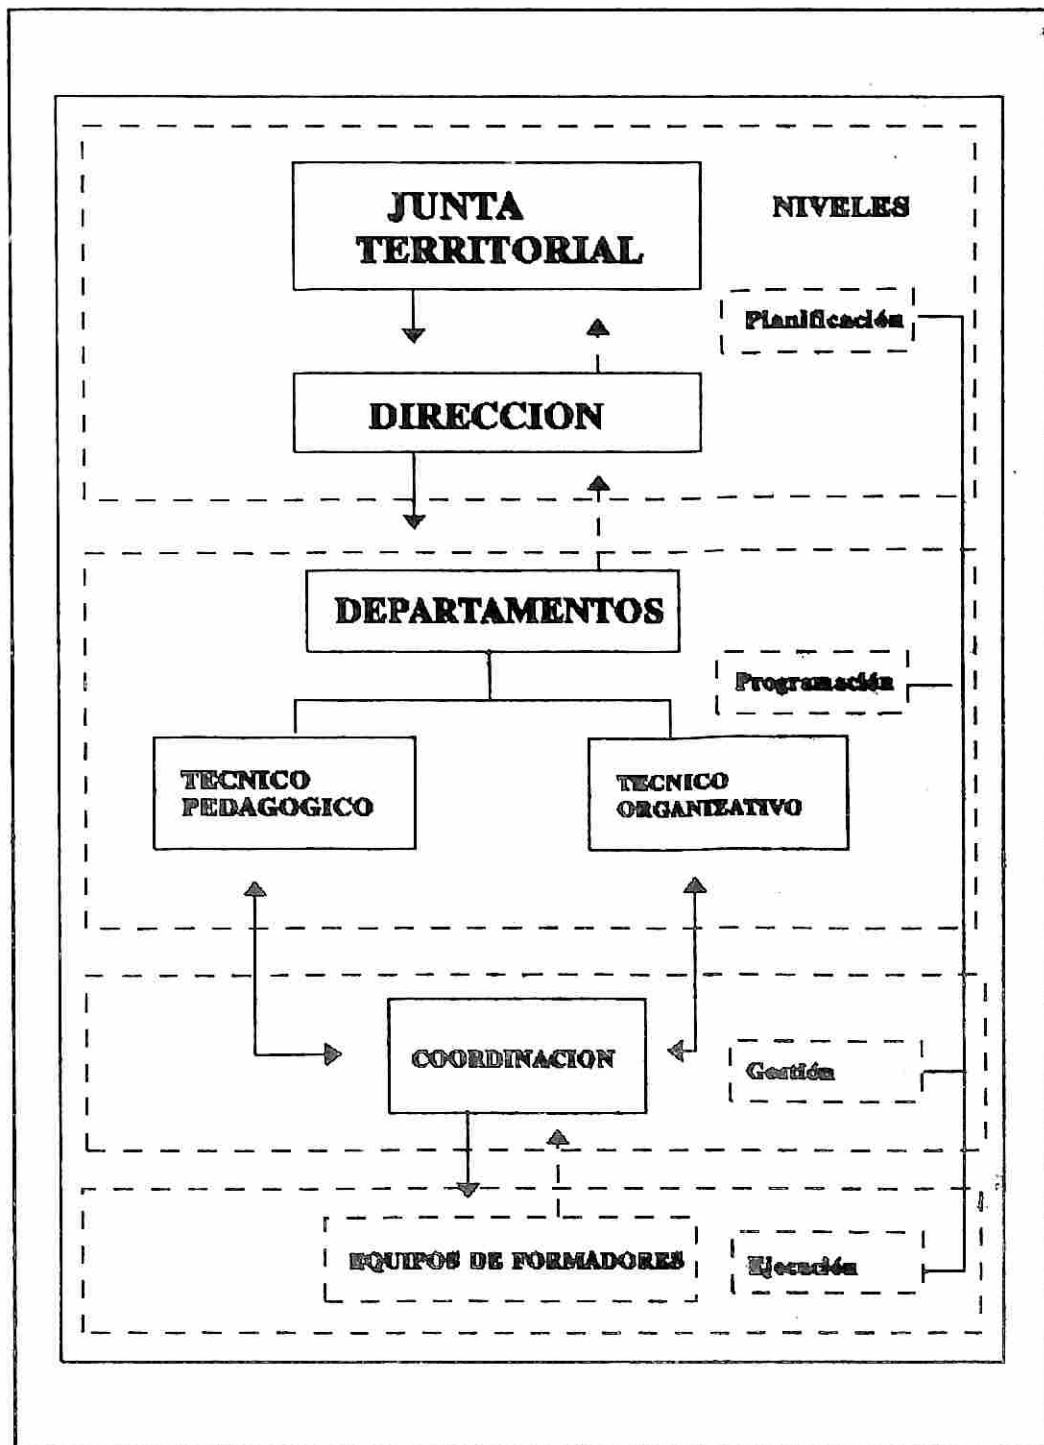 JUNTA
TERRITORIAL
NIVELES
Planificación
DIRECCION
DEPARTAMENTOS
Programación
TECNICO
PEDAGOGICO
TECNICO
ORGANIZATIVO
COORDINACION
Gestión
EQUIPOS DE FORMADORES
Ejecución